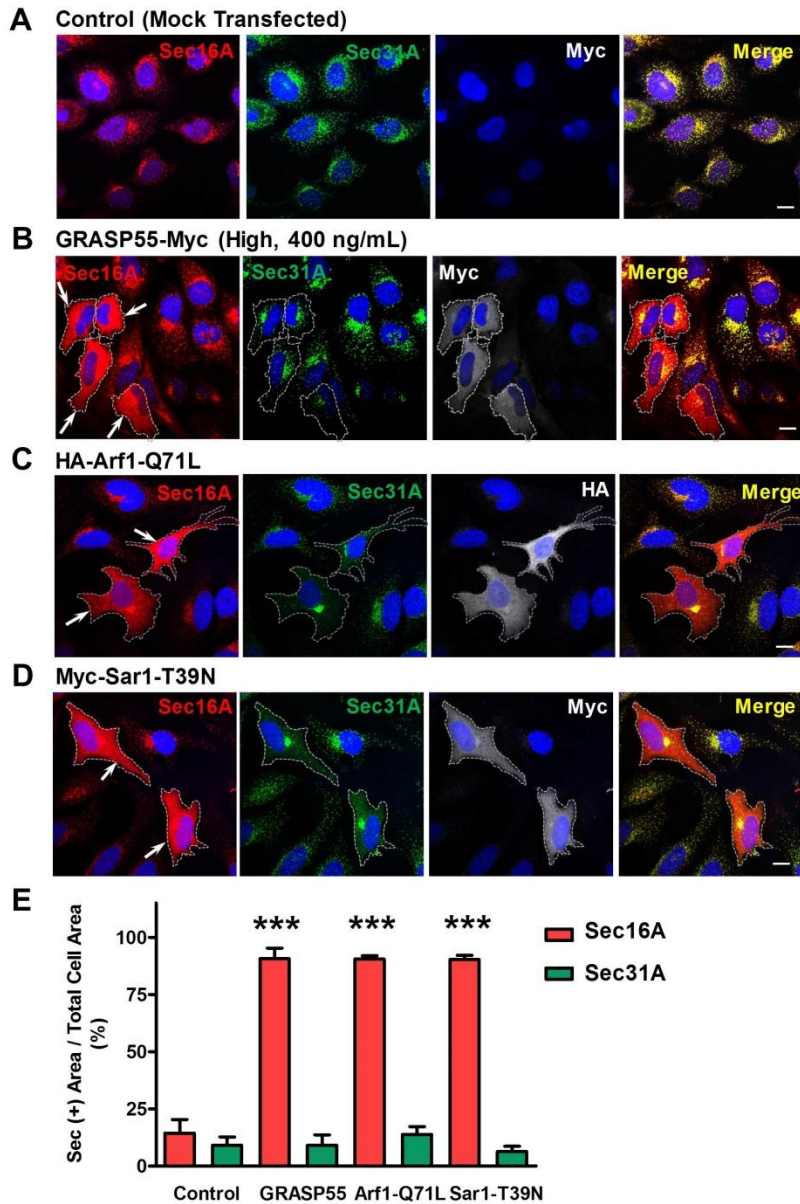 A Control (Mock Transfected)
Sec16A Sec31A Myc Merge
B GRASP55-Myc (High, 400 ng/mL)
Sec16A Sec31A Myc Merge
C HA-Arf1-Q71L
Sec16A Sec31A HA Merge
D Myc-Sar1-T39N
Sec16A Sec31A Myc Merge
E
Sec (+) Area / Total Cell Area
(%)
100
75
50
25
0
*** *** ***
Sec16A
Sec31A
Control GRASP55 Arf1-Q71L Sar1-T39N